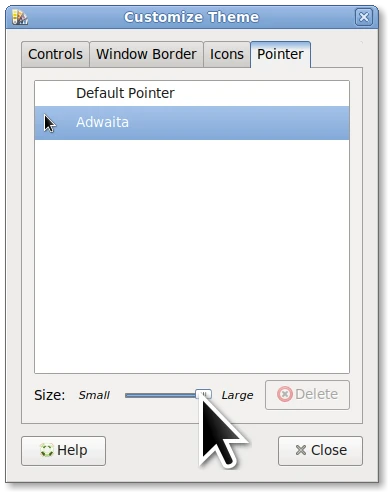 Customize Theme
Controls Window Border Icons Pointer
Default Pointer
Adwaita
Size: Small Large Delete
Help Close